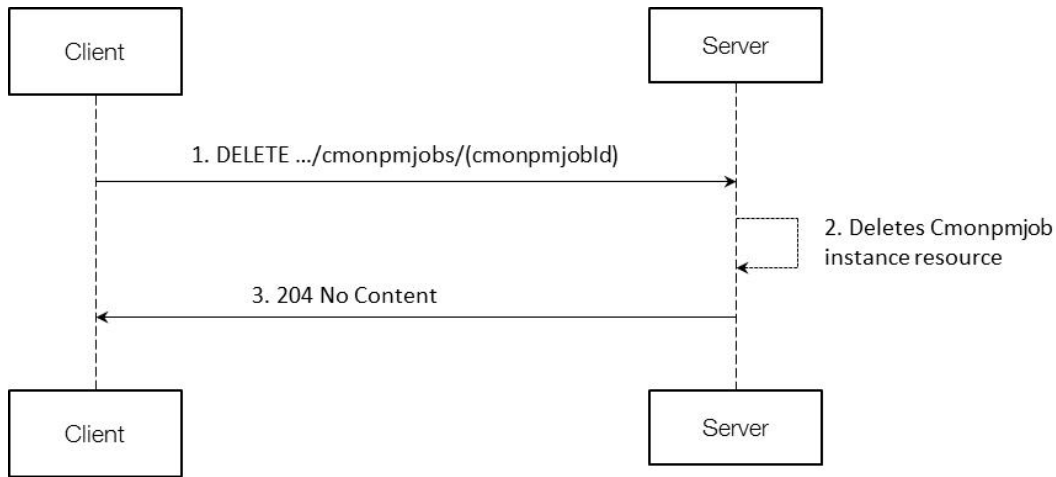 Client
Server
1. DELETE .../cmonpmjobs/(cmonpmjobId)
2. Deletes Cmonpmjob
instance resource
3. 204 No Content
Client
Server